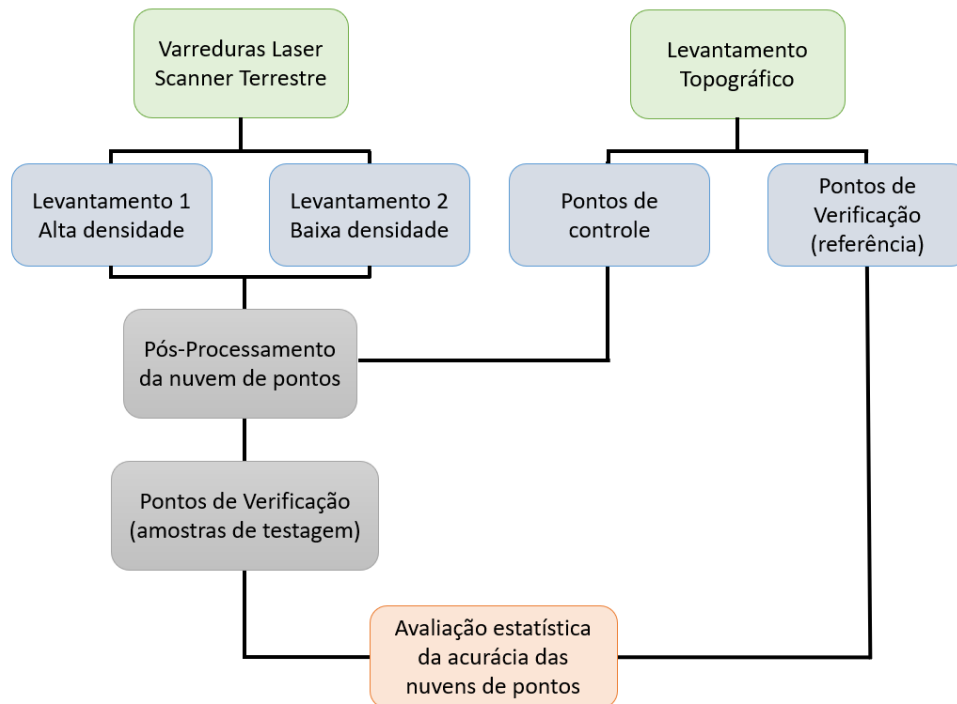 Varreduras Laser
Scanner Terrestre
Levantamento
Topográfico
Levantamento 1
Alta densidade
Levantamento 2
Baixa densidade
Pontos de
controle
Pontos de
Verificação
(referência)
Pós-Processamento
da nuvem de pontos
Pontos de Verificação
(amostras de testagem)
Avaliação estatística
da acurácia das
nuvens de pontos